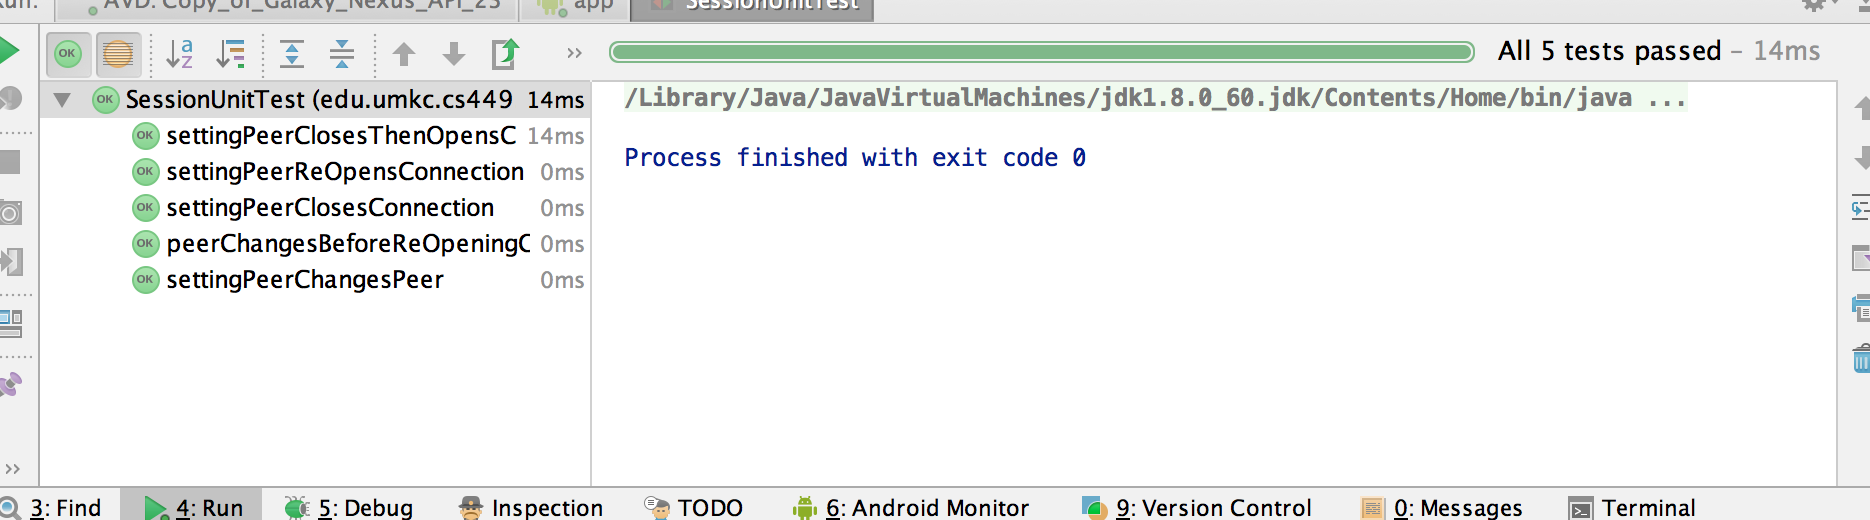 Run: AVD: Copy_of_Galaxy_Nexus_API_23 app SessionUnitTest
OK a z » All 5 tests passed – 14ms
OK SessionUnitTest (edu.umkc.cs449 14ms
OK settingPeerClosesThenOpensC 14ms
OK settingPeerReOpensConnection 0ms
OK settingPeerClosesConnection 0ms
OK peerChangesBeforeReOpeningC 0ms
OK settingPeerChangesPeer 0ms
/Library/Java/JavaVirtualMachines/jdk1.8.0_60.jdk/Contents/Home/bin/java ...
Process finished with exit code 0
»
3: Find 4: Run 5: Debug Inspection TODO 6: Android Monitor 9: Version Control 0: Messages Terminal